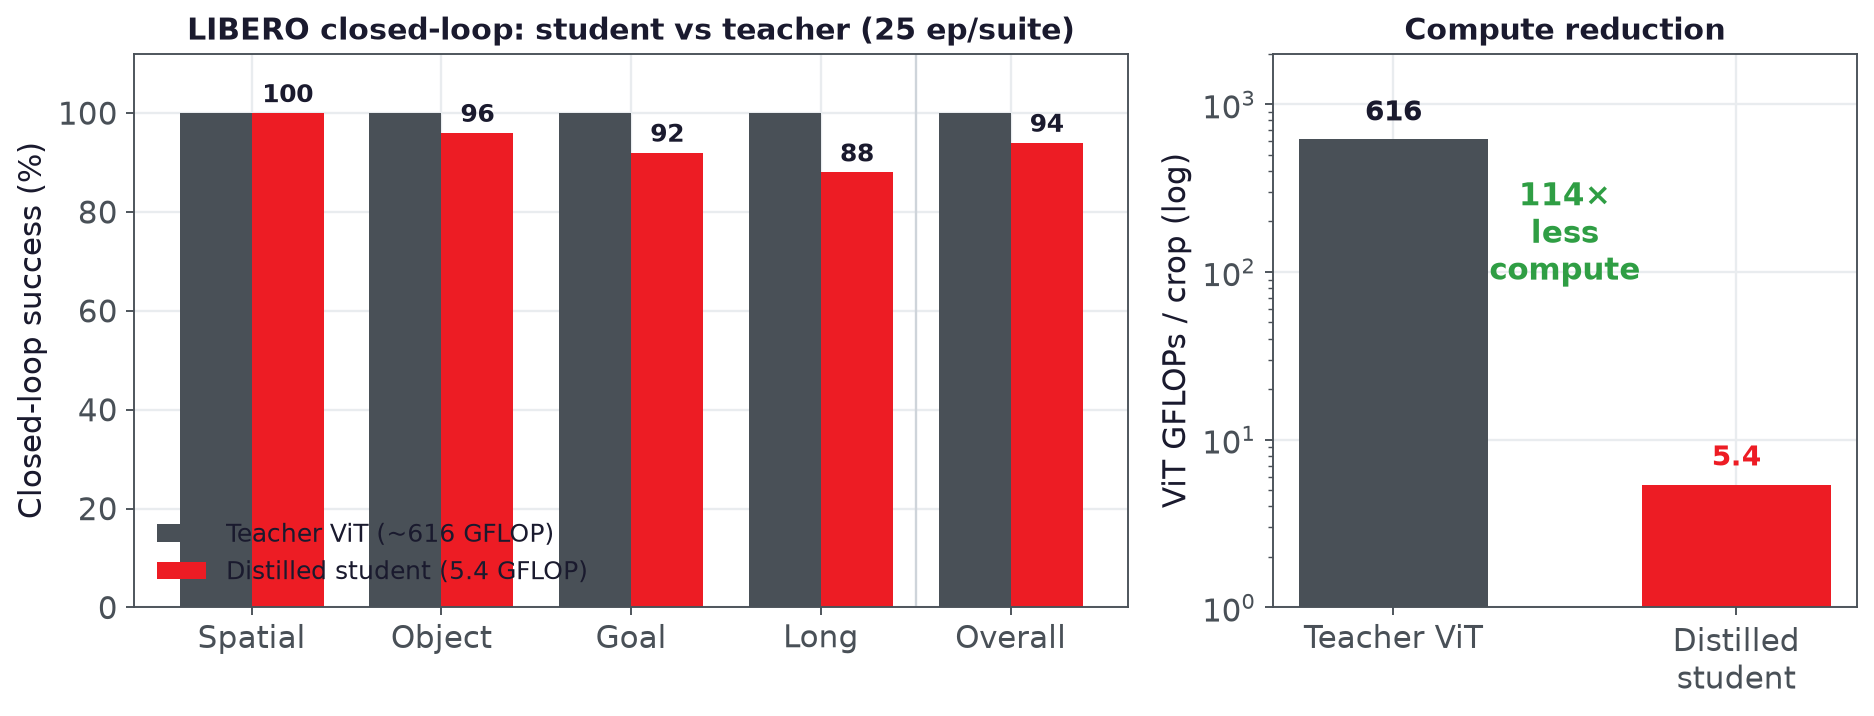 LIBERO closed-loop: student vs teacher (25 ep/suite)
Closed-loop success (%)
100
80
60
40
20
0
100
96
92
88
94
Teacher ViT (~616 GFLOP)
Distilled student (5.4 GFLOP)
Spatial
Object
Goal
Long
Overall
Compute reduction
ViT GFLOPs / crop (log)
10³
10²
10¹
10⁰
616
114×
less
compute
5.4
Teacher ViT
Distilled
student